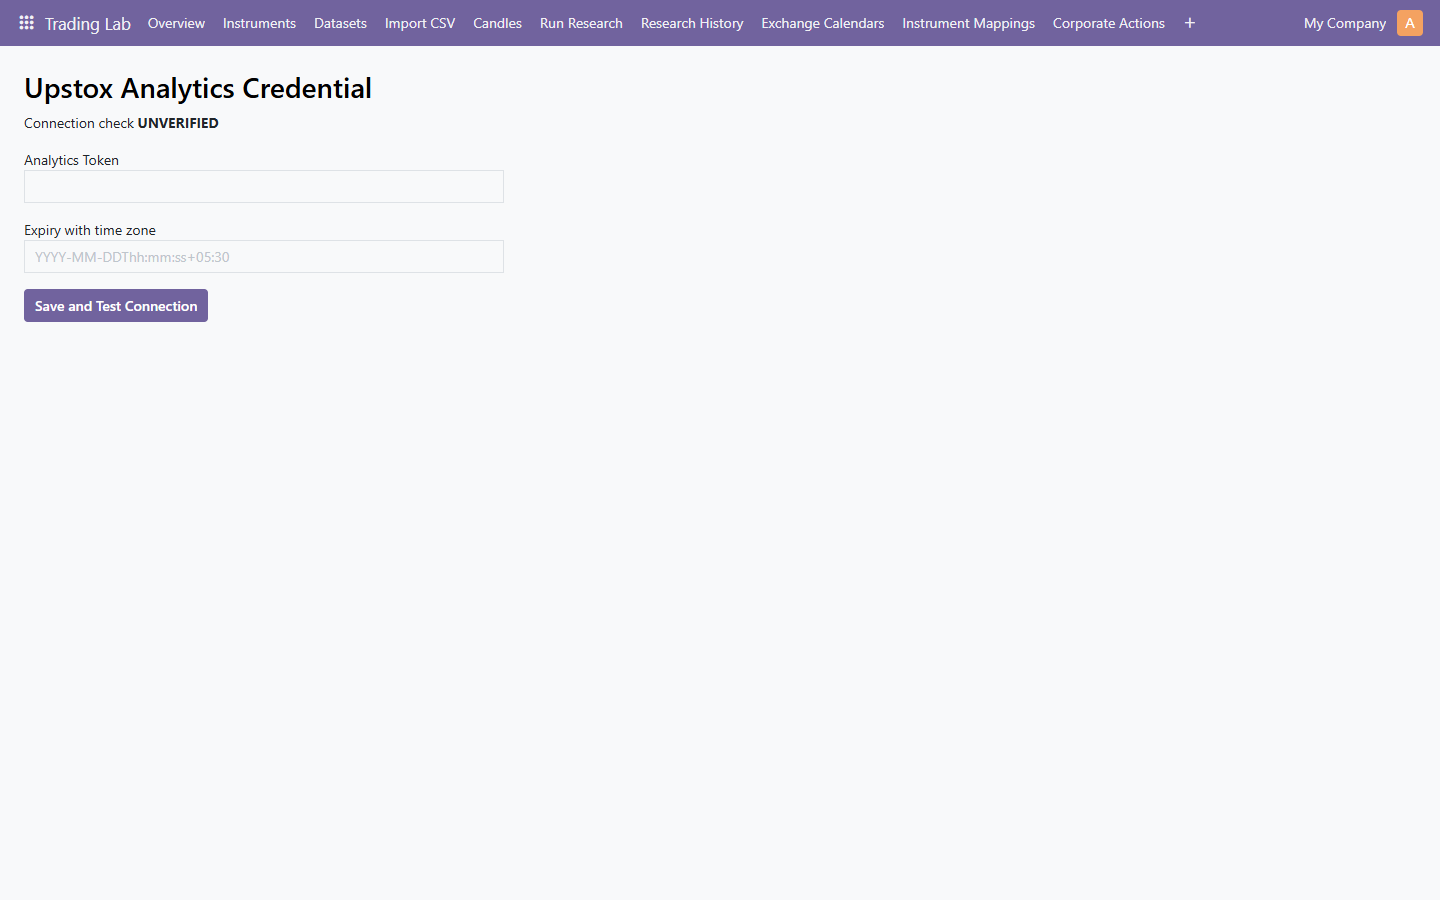 Trading Lab Overview Instruments Datasets Import CSV Candles Run Research Research History Exchange Calendars Instrument Mappings Corporate Actions + My Company A
Upstox Analytics Credential
Connection check UNVERIFIED
Analytics Token
Expiry with time zone
YYYY-MM-DDThh:mm:ss+05:30
Save and Test Connection